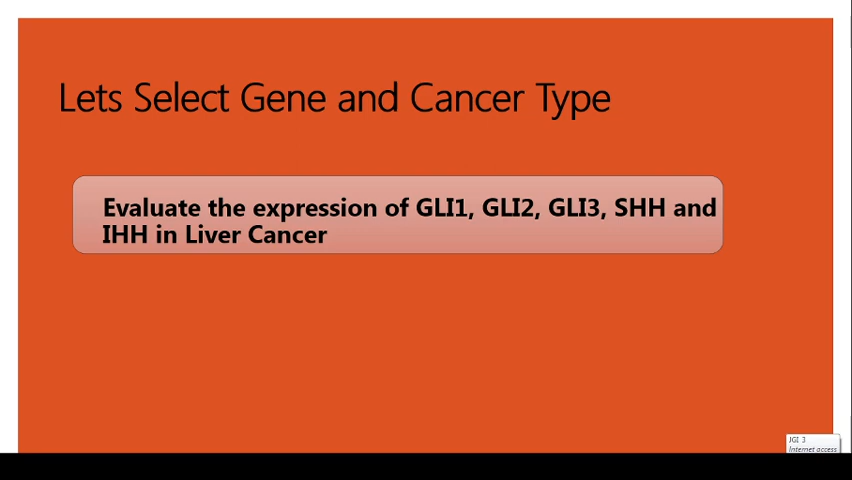 Lets Select Gene and Cancer Type
Evaluate the expression of GLI1, GLI2, GLI3, SHH and
IHH in Liver Cancer
JGI 3
Internet access